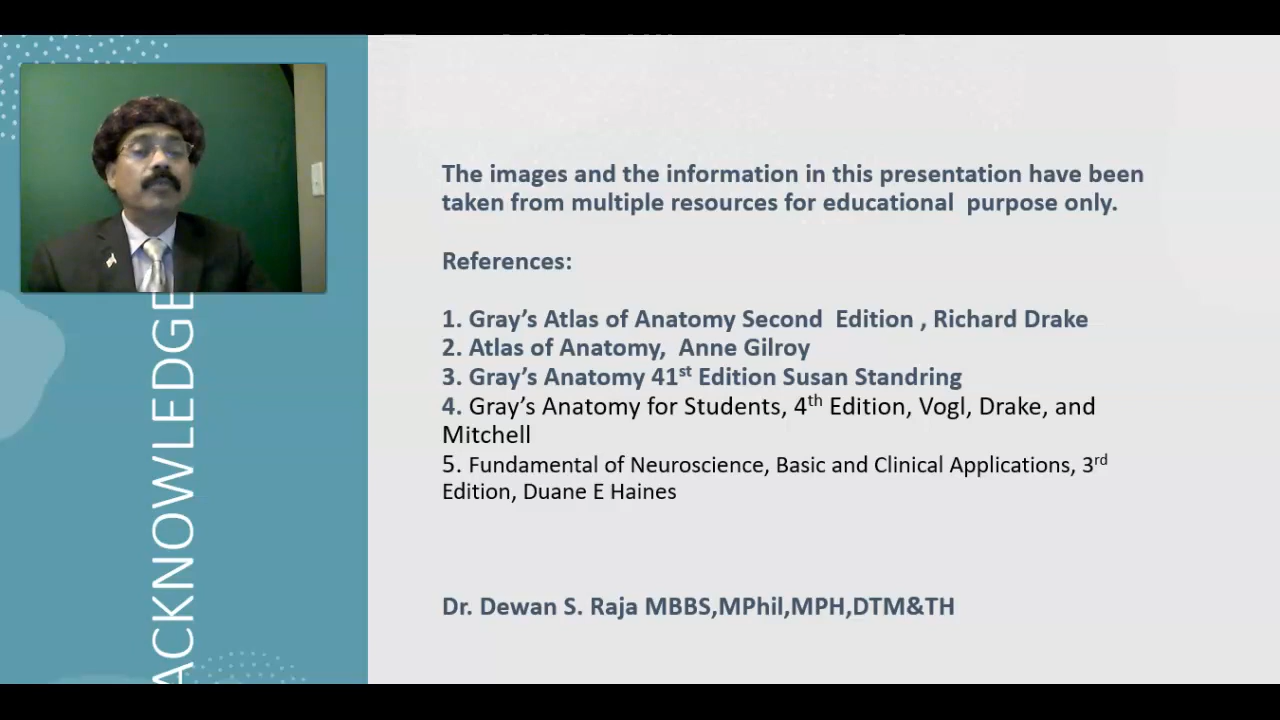 The images and the information in this presentation have been
taken from multiple resources for educational  purpose only.
References:
1. Gray’s Atlas of Anatomy Second  Edition , Richard Drake
2. Atlas of Anatomy,  Anne Gilroy
3. Gray’s Anatomy 41st Edition Susan Standring
4. Gray’s Anatomy for Students, 4th Edition, Vogl, Drake, and
Mitchell
5. Fundamental of Neuroscience, Basic and Clinical Applications, 3rd
Edition, Duane E Haines
Dr. Dewan S. Raja MBBS,MPhil,MPH,DTM&TH
ACKNOWLEDGE